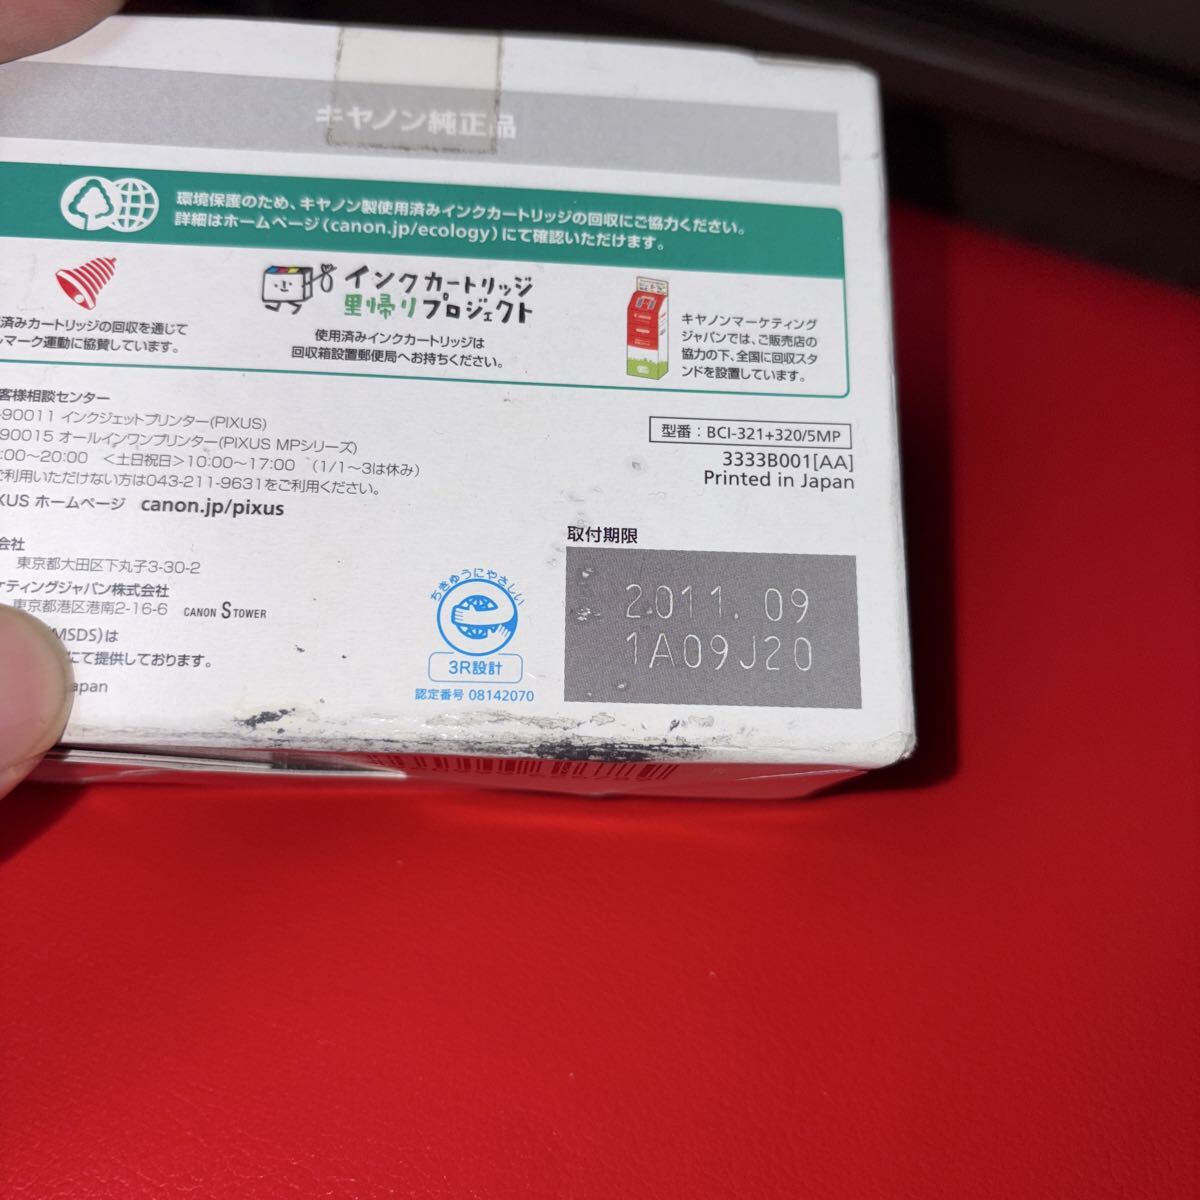 キヤノン純正品
環境保護のため、キヤノン製使用済みインクカートリッジの回収にご協力ください。
詳細はホームページ(canon.jp/ecology)にて確認いただけます。
済みカートリッジの回収を通じて
マーク運動に協賛しています。
インクカートリッジ
里帰りプロジェクト
使用済みインクカートリッジは
回収箱設置郵便局へお持ちください。
キヤノンマーケティング
ジャパンでは、ご販売店の
協力の下、全国に回収スタ
ンドを設置しています。
客様相談センター
-90011 インクジェットプリンター(PIXUS)
90015 オールインワンプリンター(PIXUS MPシリーズ)
:00〜20:00 <土日祝日>10:00〜17:00 (1/1〜3は休み)
ご利用いただけない方は043-211-9631をご利用ください。
XUS ホームページ canon.jp/pixus
型番：BCI-321+320/5MP
3333B001[AA]
Printed in Japan
会社
東京都大田区下丸子3-30-2
ケティングジャパン株式会社
東京都港区港南2-16-6 CANON S TOWER
(MSDS)は
にて提供しております。
apan
ちきゅうにやさしい
3R設計
認定番号 08142070
取付期限
2011.09
1A09J20